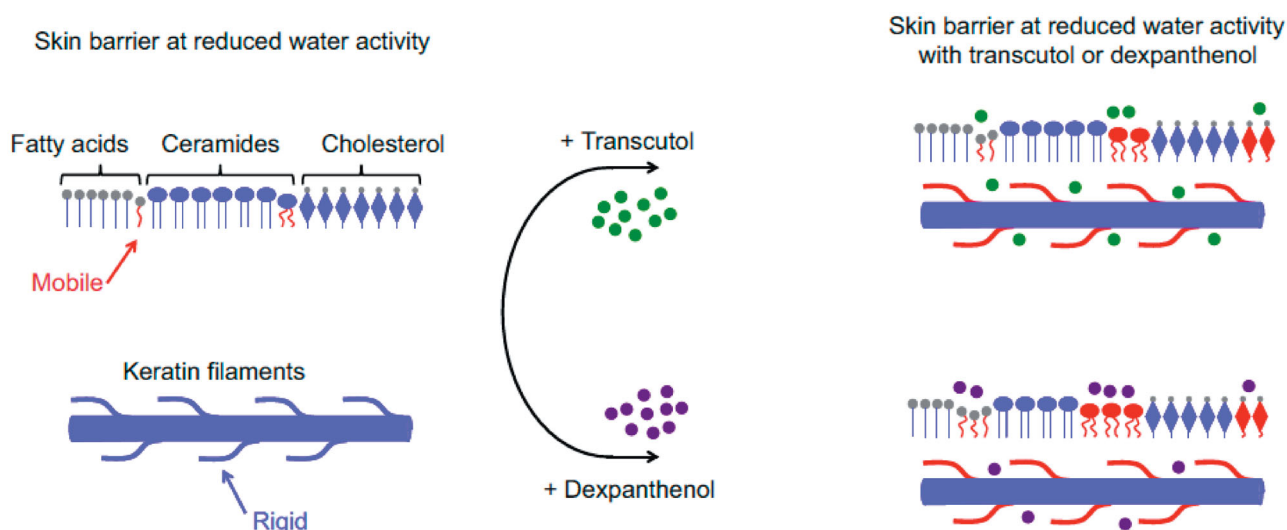 Skin barrier at reduced water activity
Skin barrier at reduced water activity
with transcutol or dexpanthenol
Fatty acids
Ceramides
Cholesterol
+ Transcutol
Mobile
Keratin filaments
+ Dexpanthenol
Rigid